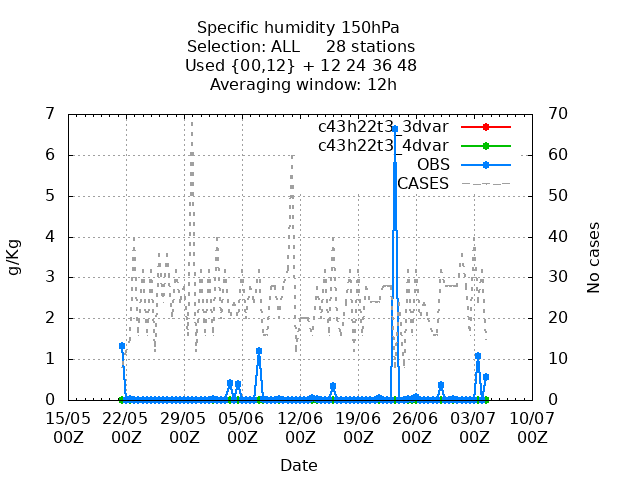 Specific humidity 150hPa
Selection: ALL 28 stations
Used {00,12} + 12 24 36 48
Averaging window: 12h
7 70
c43h22t3_3dvar
6 60
c43h22t3_4dvar
OBS
CASES
5 50
4 40
3 30
2 20
1 10
0 0
g/Kg
No cases
15/05 22/05 29/05 05/06 12/06 19/06 26/06 03/07 10/07
00Z 00Z 00Z 00Z 00Z 00Z 00Z 00Z 00Z
Date